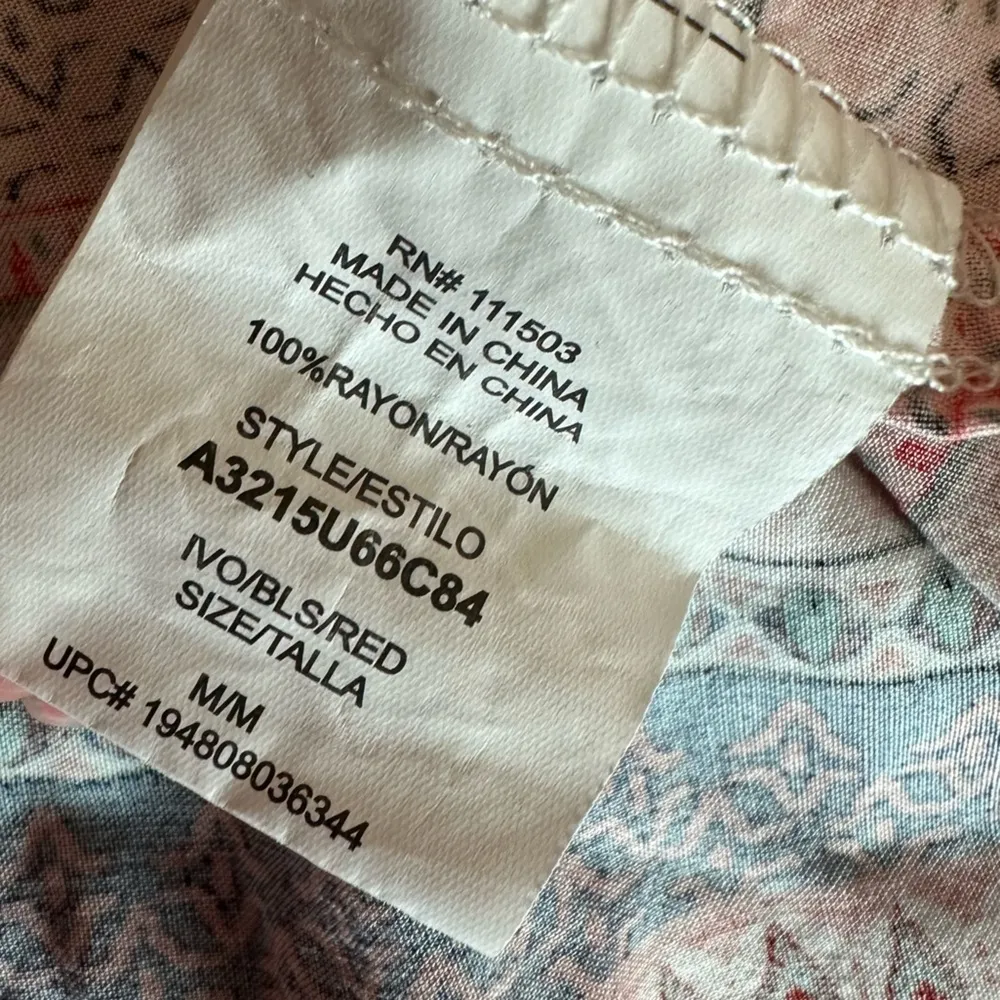 RN# 111503
MADE IN CHINA
HECHO EN CHINA
100%RAYON/RAYÓN
STYLE/ESTILO
A3215U66C84
IVO/BLS/RED
SIZE/TALLA
M/M
UPC# 194808036344